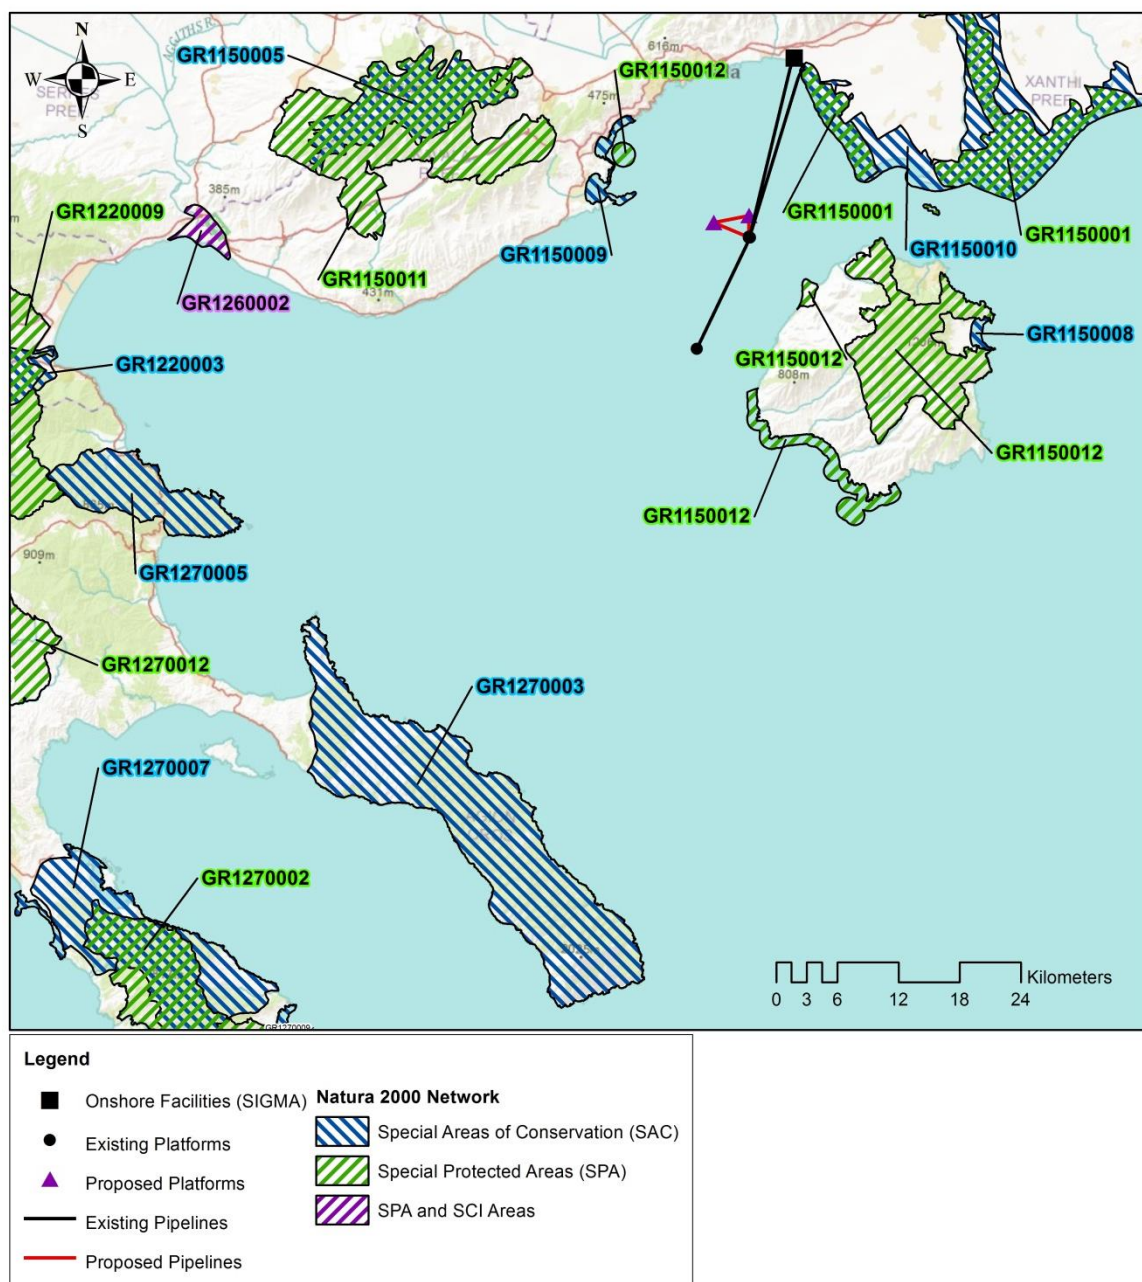 N
W
E
S
AGGITHS R.
GR1150005
616m
GR1150012
475m
XANTHI
PREF
385m
GR1220009
GR1150001
GR1150010
GR1150001
GR1150009
GR1150011
431m
GR1260002
GR1220003
GR1150008
GR1150012
808m
GR1150012
GR1150012
909m
GR1270005
GR1270012
GR1270003
GR1270007
GR1270002
GR1270009
0 3 6 12 18 24 Kilometers
Legend
Onshore Facilities (SIGMA)
Existing Platforms
Proposed Platforms
Existing Pipelines
Proposed Pipelines
Natura 2000 Network
Special Areas of Conservation (SAC)
Special Protected Areas (SPA)
SPA and SCI Areas